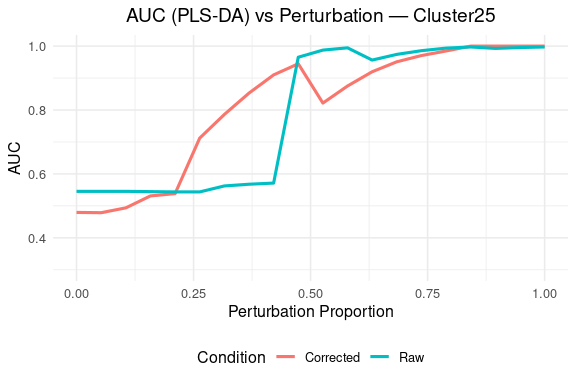 AUC (PLS-DA) vs Perturbation — Cluster25
1.0
0.8
0.6
0.4
AUC
0.00 0.25 0.50 0.75 1.00
Perturbation Proportion
Condition Corrected Raw